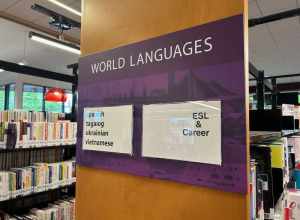 WORLD LANGUAGES
tagalog
ukrainian
vietnamese
ESL
&
Career